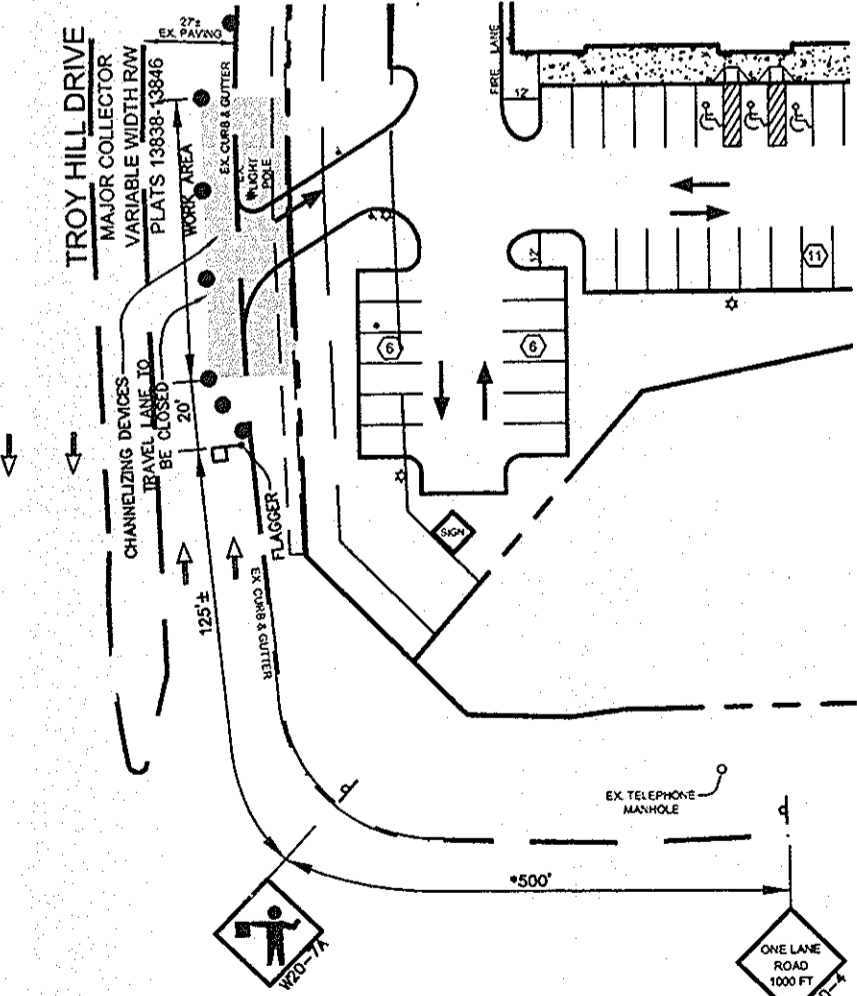 TROY HILL DRIVE
MAJOR COLLECTOR
VARIABLE WIDTH R/W
PLATS 13838-13846
27'±
EX. PAVING
WORK AREA
EX. CURB & GUTTER
EX.
LIGHT
POLE
FIRE LANE
12'
12'
11
6
6
CHANNELIZING DEVICES
TRAVEL LANE TO
BE CLOSED
20'
FLAGGER
SIGN
125'±
EX CURB & GUTTER
EX. TELEPHONE
MANHOLE
*500'
W20-7A
ONE LANE
ROAD
1000 FT